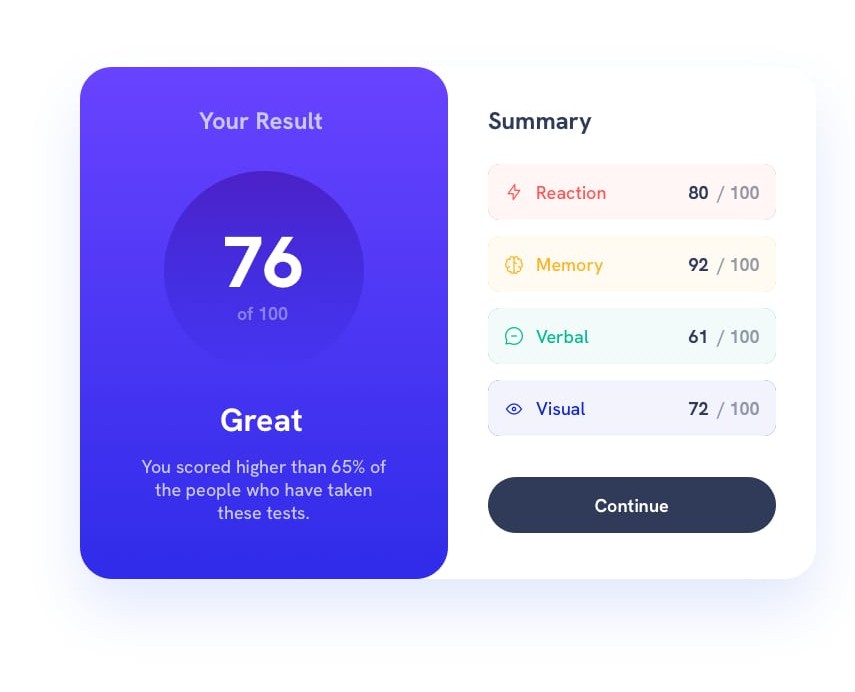 Your Result
76
of 100
Great
You scored higher than 65% of
the people who have taken
these tests.
Summary
Reaction 80 / 100
Memory 92 / 100
Verbal 61 / 100
Visual 72 / 100
Continue